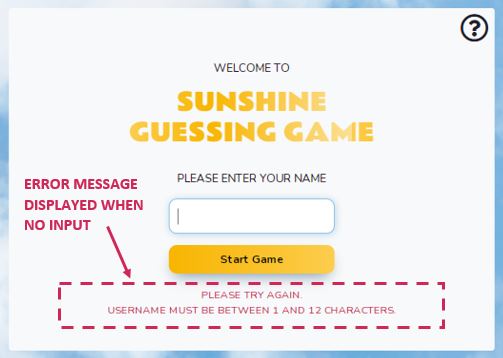 ?
WELCOME TO
SUNSHINE
GUESSING GAME
PLEASE ENTER YOUR NAME
ERROR MESSAGE
DISPLAYED WHEN
NO INPUT
Start Game
PLEASE TRY AGAIN.
USERNAME MUST BE BETWEEN 1 AND 12 CHARACTERS.